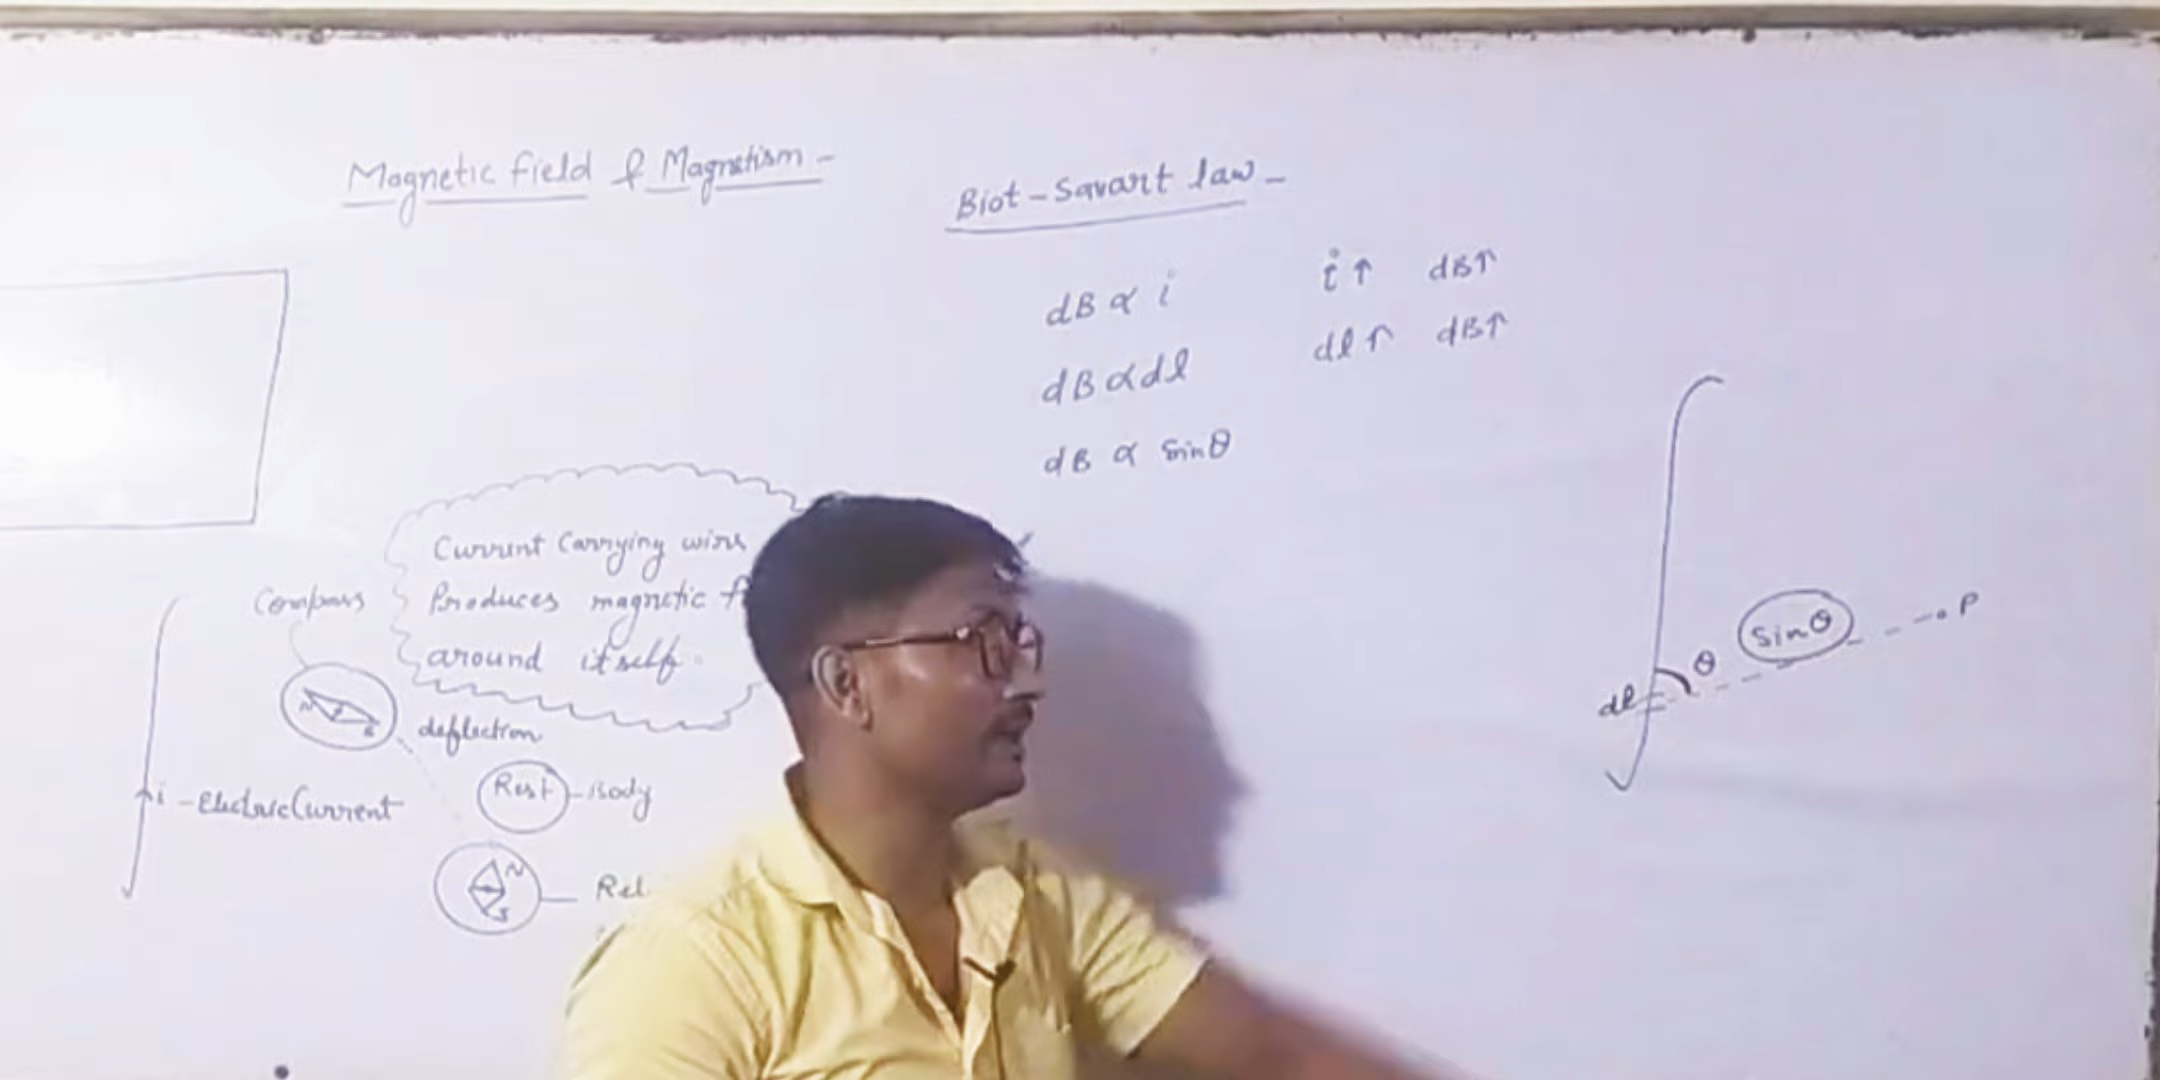 Magnetic field & Magnetism -
Biot-Savart law -
dB ∝ i i↑ dB↑
dB ∝ dl dl↑ dB↑
dB ∝ sinθ
Current Carrying wire
Produces magnetic f
around itself.
Compass
N
S
deflection
i - Electric Current
Rest - Body
N
S
Rel
dl
θ
sinθ
P